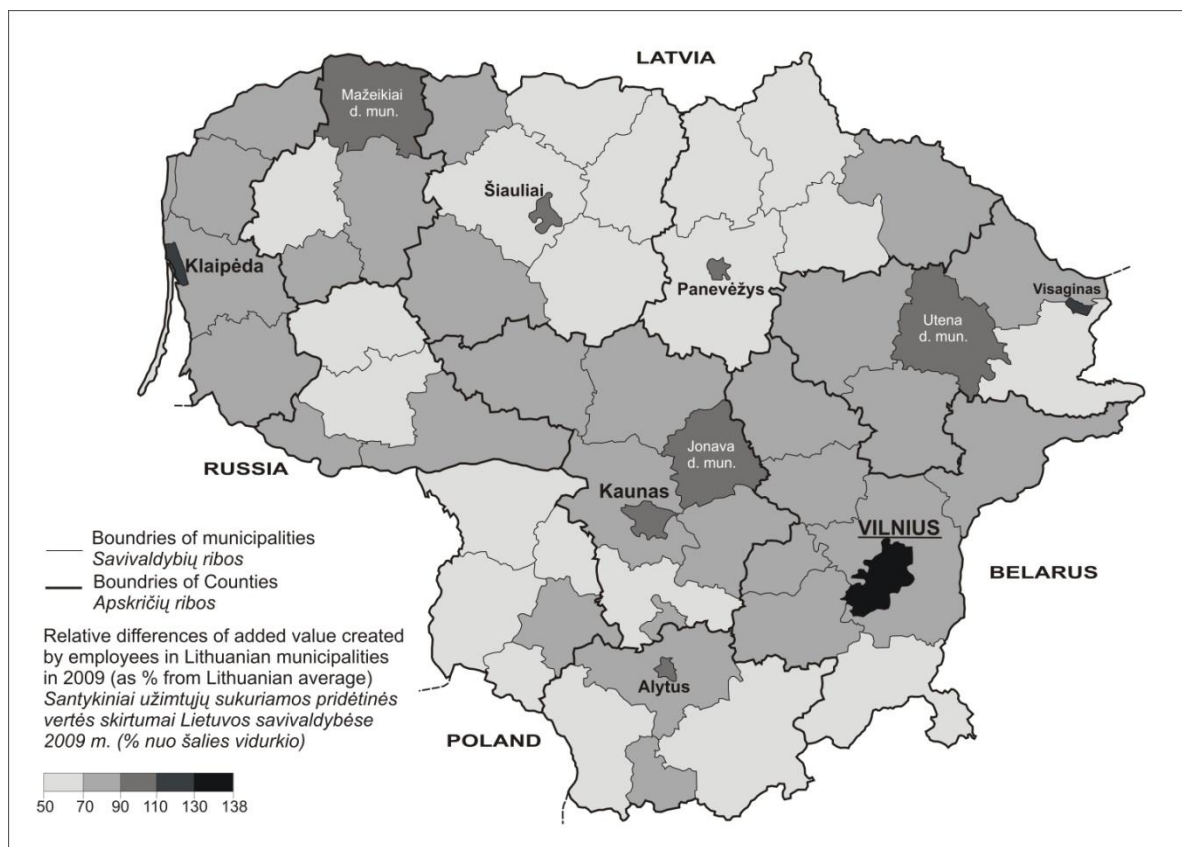 LATVIA
Mažeikiai
d. mun.
Šiauliai
Klaipėda
Panevėžys
Visaginas
Utena
d. mun.
Jonava
d. mun.
RUSSIA
Kaunas
VILNIUS
BELARUS
Alytus
POLAND
Boundries of municipalities
Savivaldybių ribos
Boundries of Counties
Apskričių ribos
Relative differences of added value created
by employees in Lithuanian municipalities
in 2009 (as % from Lithuanian average)
Santykiniai užimtųjų sukuriamos pridėtinės
vertės skirtumai Lietuvos savivaldybėse
2009 m. (% nuo šalies vidurkio)
50 70 90 110 130 138